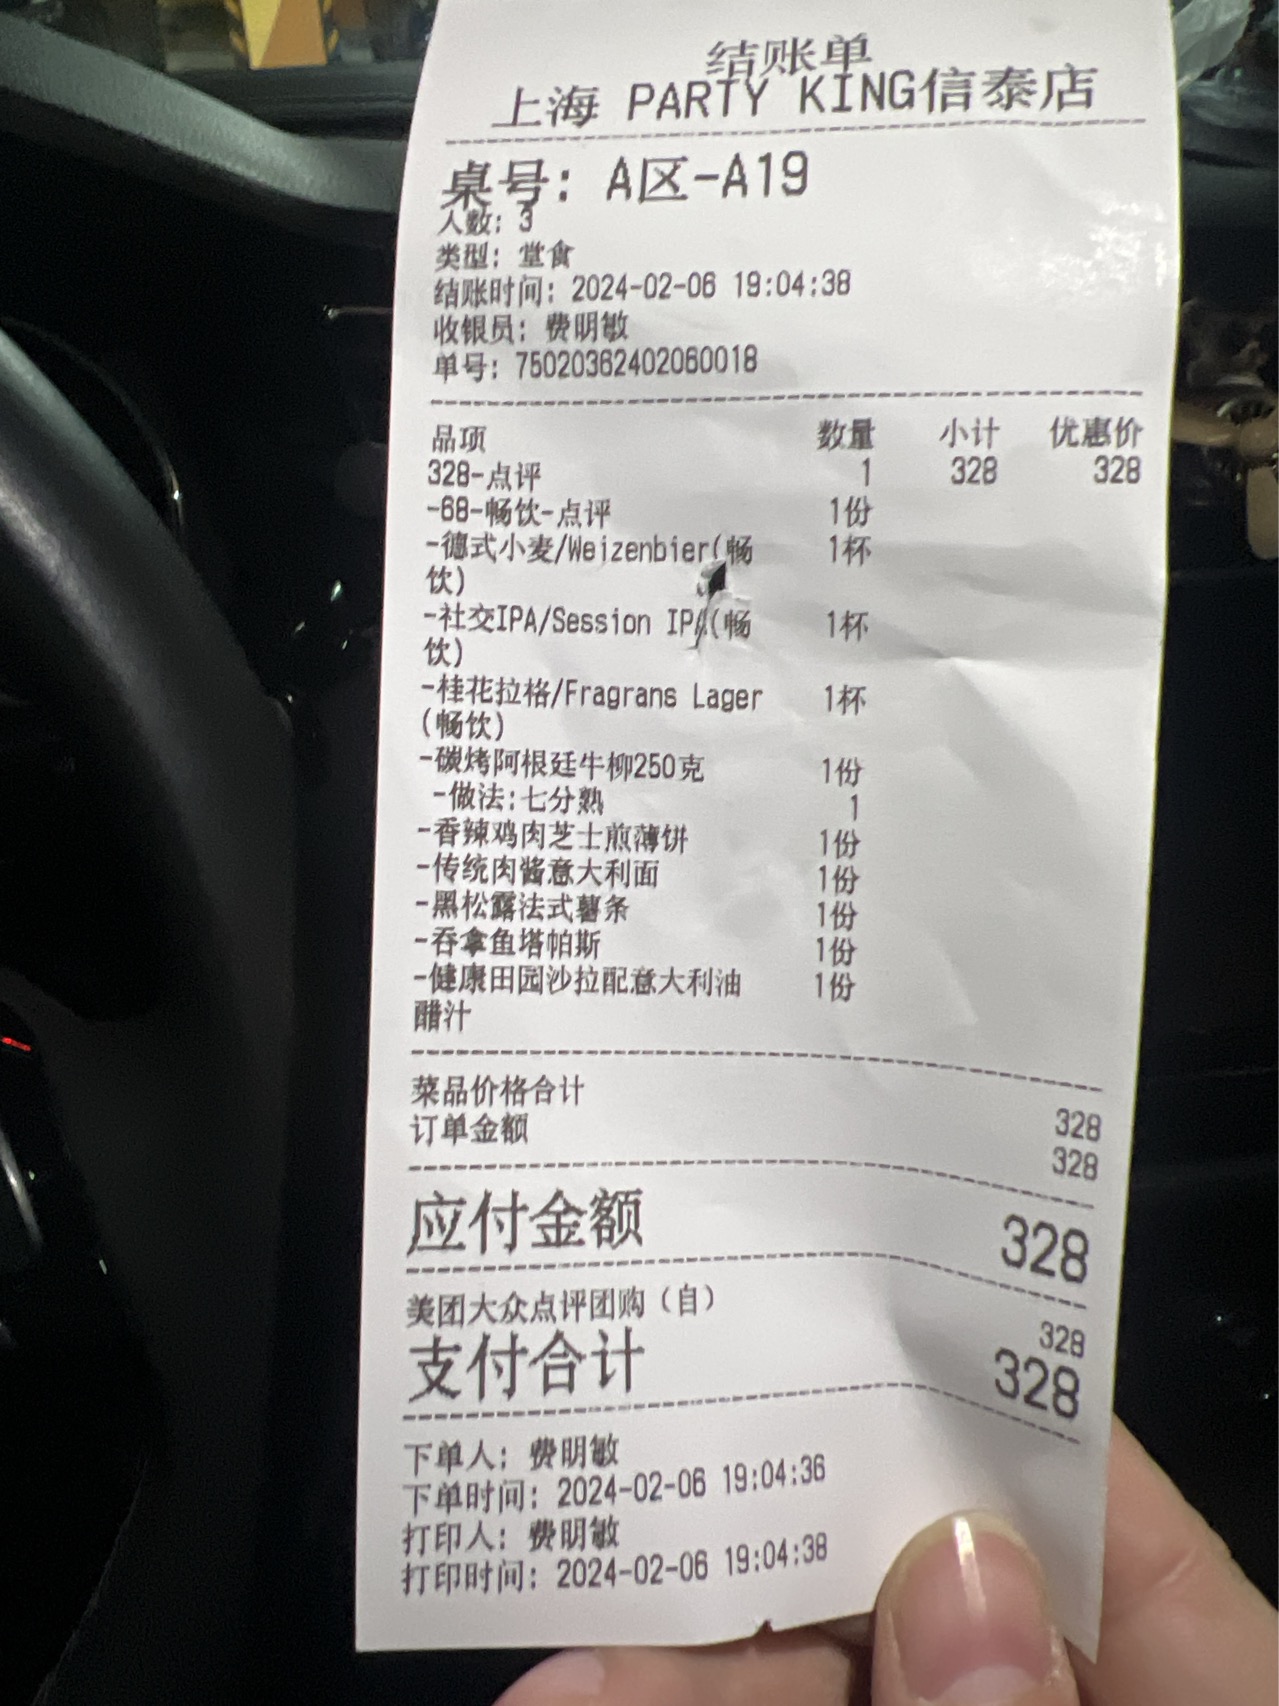 结账单
上海 PARTY KING信泰店
桌号: A区-A19
人数: 3
类型: 堂食
结账时间: 2024-02-06 19:04:38
收银员: 费明敏
单号: 75020362402060018
品项 数量 小计 优惠价
328-点评 1 328 328
-68-畅饮-点评 1份
-德式小麦/Weizenbier(畅 1杯
饮)
-社交IPA/Session IPA(畅 1杯
饮)
-桂花拉格/Fragrans Lager 1杯
(畅饮)
-碳烤阿根廷牛柳250克 1份
-做法:七分熟 1
-香辣鸡肉芝士煎薄饼 1份
-传统肉酱意大利面 1份
-黑松露法式薯条 1份
-吞拿鱼塔帕斯 1份
-健康田园沙拉配意大利油 1份
醋汁
菜品价格合计 328
订单金额 328
应付金额 328
美团大众点评团购（自） 328
支付合计 328
下单人: 费明敏
下单时间: 2024-02-06 19:04:36
打印人: 费明敏
打印时间: 2024-02-06 19:04:38